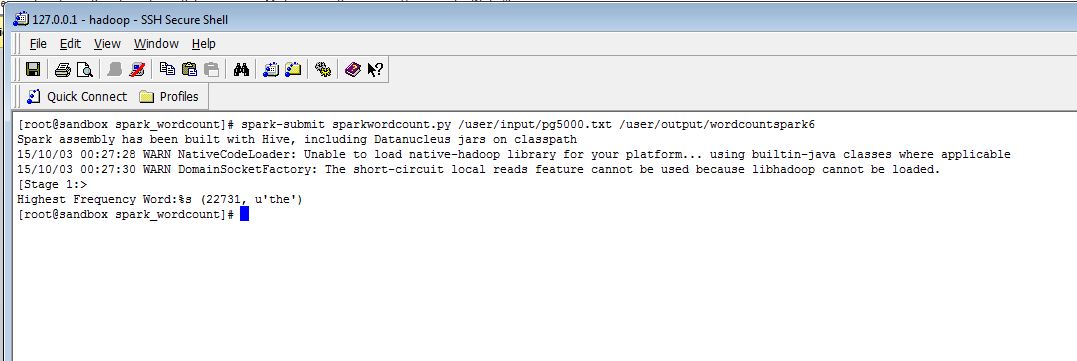 127.0.0.1 - hadoop - SSH Secure Shell
File Edit View Window Help
Quick Connect Profiles
[root@sandbox spark_wordcount]# spark-submit sparkwordcount.py /user/input/pg5000.txt /user/output/wordcountspark6
Spark assembly has been built with Hive, including Datanucleus jars on classpath
15/10/03 00:27:28 WARN NativeCodeLoader: Unable to load native-hadoop library for your platform... using builtin-java classes where applicable
15/10/03 00:27:30 WARN DomainSocketFactory: The short-circuit local reads feature cannot be used because libhadoop cannot be loaded.
[Stage 1:>
Highest Frequency Word:%s (22731, u'the')
[root@sandbox spark_wordcount]#